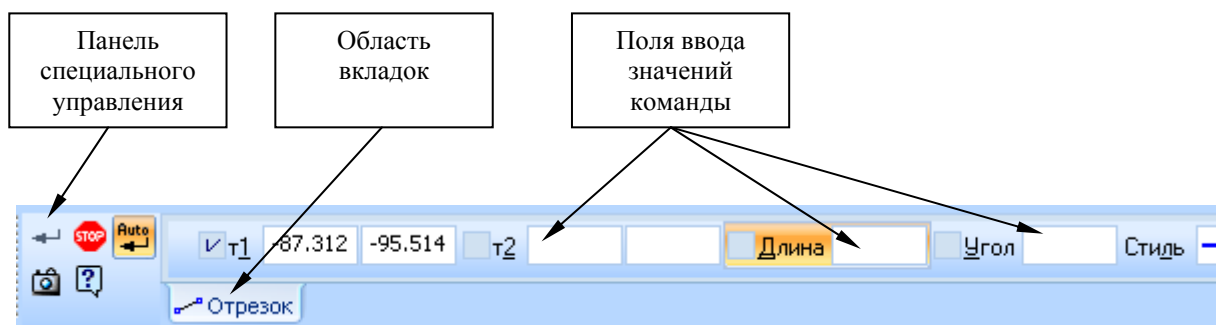 Панель
специального
управления
Область
вкладок
Поля ввода
значений
команды
STOP Auto
т1 -87.312 -95.514 т2 Длина Угол Стиль
?
Отрезок